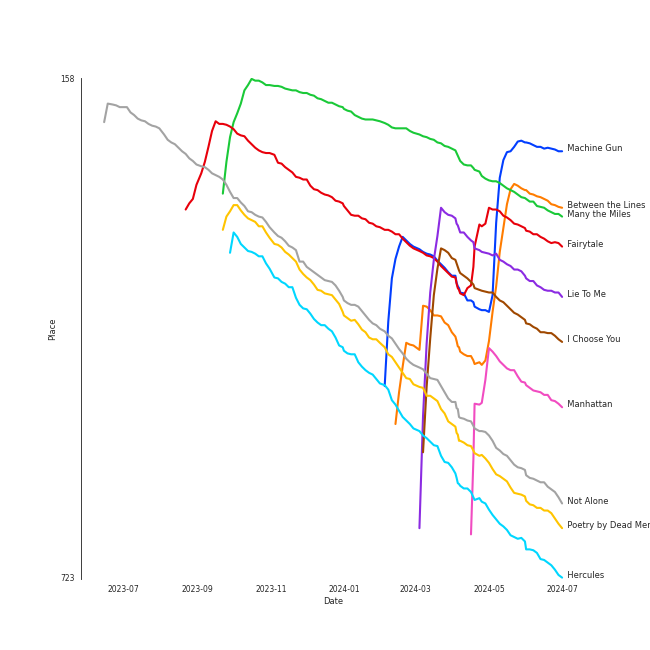 158
Machine Gun
Between the Lines
Many the Miles
Fairytale
Lie To Me
Place
I Choose You
Manhattan
Not Alone
Poetry by Dead Mer
Hercules
723
2023-07 2023-09 2023-11 2024-01 2024-03 2024-05 2024-07
Date